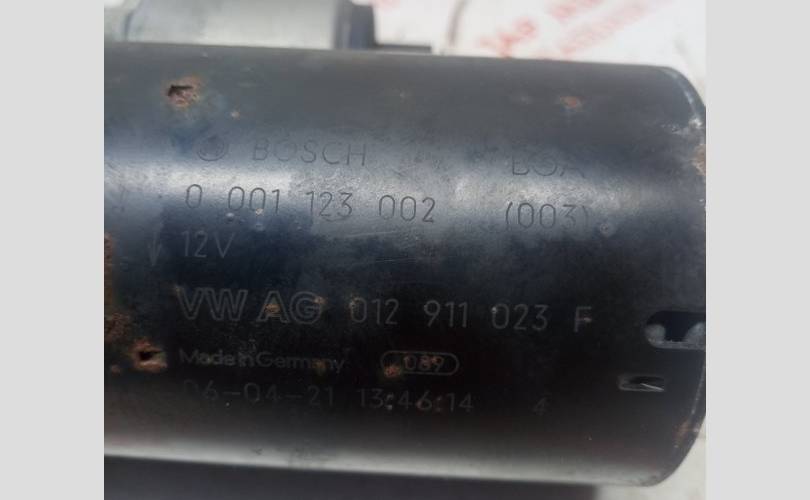 BOSCH
0 001 123 002 (003)
12V
VW AG 012 911 023 F
Made in Germany 089
06-04-21 13:46:14 4